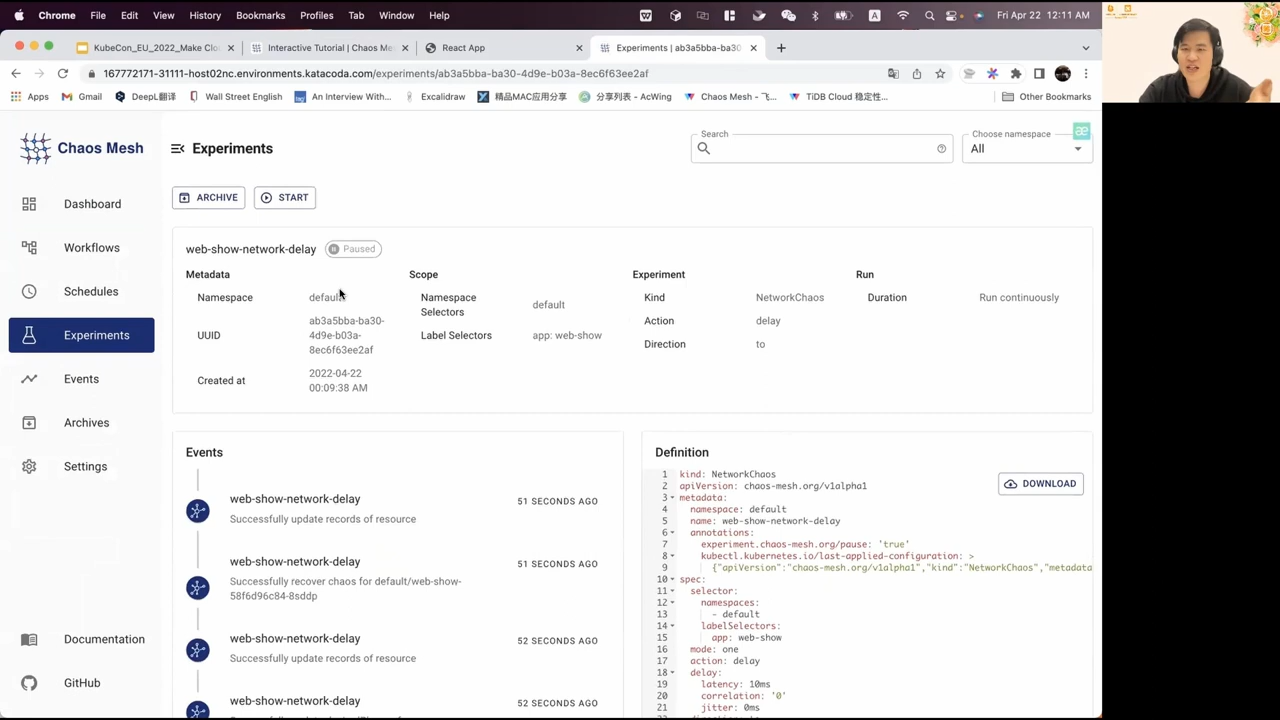 Chrome File Edit View History Bookmarks Profiles Tab Window Help Fri Apr 22 12:11 AM
KubeCon_EU_2022_Make Clo Interactive Tutorial | Chaos Me React App Experiments | ab3a5bba-ba30
167772171-31111-host02nc.environments.katacoda.com/experiments/ab3a5bba-ba30-4d9e-b03a-8ec6f63ee2af
Apps Gmail DeepL翻译 Wall Street English An Interview With... Excalidraw 精品MAC应用分享 分享列表 - AcWing Chaos Mesh - 飞... TiDB Cloud 稳定性... Other Bookmarks
Chaos Mesh
Experiments
Search
Choose namespace
All
Dashboard
Workflows
Schedules
Experiments
Events
Archives
Settings
Documentation
GitHub
ARCHIVE START
web-show-network-delay Paused
Metadata
Namespace default
UUID ab3a5bba-ba30-
4d9e-b03a-
8ec6f63ee2af
Created at 2022-04-22
00:09:38 AM
Scope
Namespace
Selectors default
Label Selectors app: web-show
Experiment
Kind NetworkChaos
Action delay
Direction to
Run
Duration Run continuously
Events
web-show-network-delay 51 SECONDS AGO
Successfully update records of resource
web-show-network-delay 51 SECONDS AGO
Successfully recover chaos for default/web-show-
58f6d96c84-8sddp
web-show-network-delay 52 SECONDS AGO
Successfully update records of resource
web-show-network-delay 52 SECONDS AGO
Definition
DOWNLOAD
1 kind: NetworkChaos
2 apiVersion: chaos-mesh.org/v1alpha1
3 metadata:
4 namespace: default
5 name: web-show-network-delay
6 annotations:
7 experiment.chaos-mesh.org/pause: 'true'
8 kubectl.kubernetes.io/last-applied-configuration: >
9 {"apiVersion":"chaos-mesh.org/v1alpha1","kind":"NetworkChaos","metadata
10 spec:
11 selector:
12 namespaces:
13 - default
14 labelSelectors:
15 app: web-show
16 mode: one
17 action: delay
18 delay:
19 latency: 10ms
20 correlation: '0'
21 jitter: 0ms